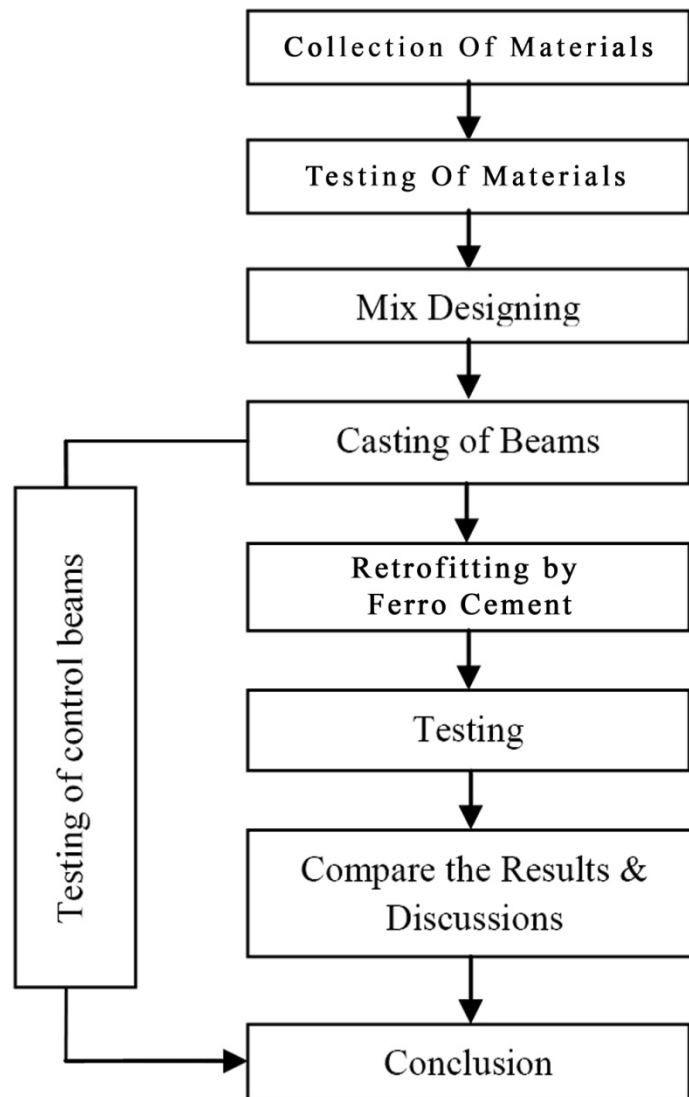 Collection Of Materials
Testing Of Materials
Mix Designing
Casting of Beams
Testing of control beams
Retrofitting by
Ferro Cement
Testing
Compare the Results &
Discussions
Conclusion